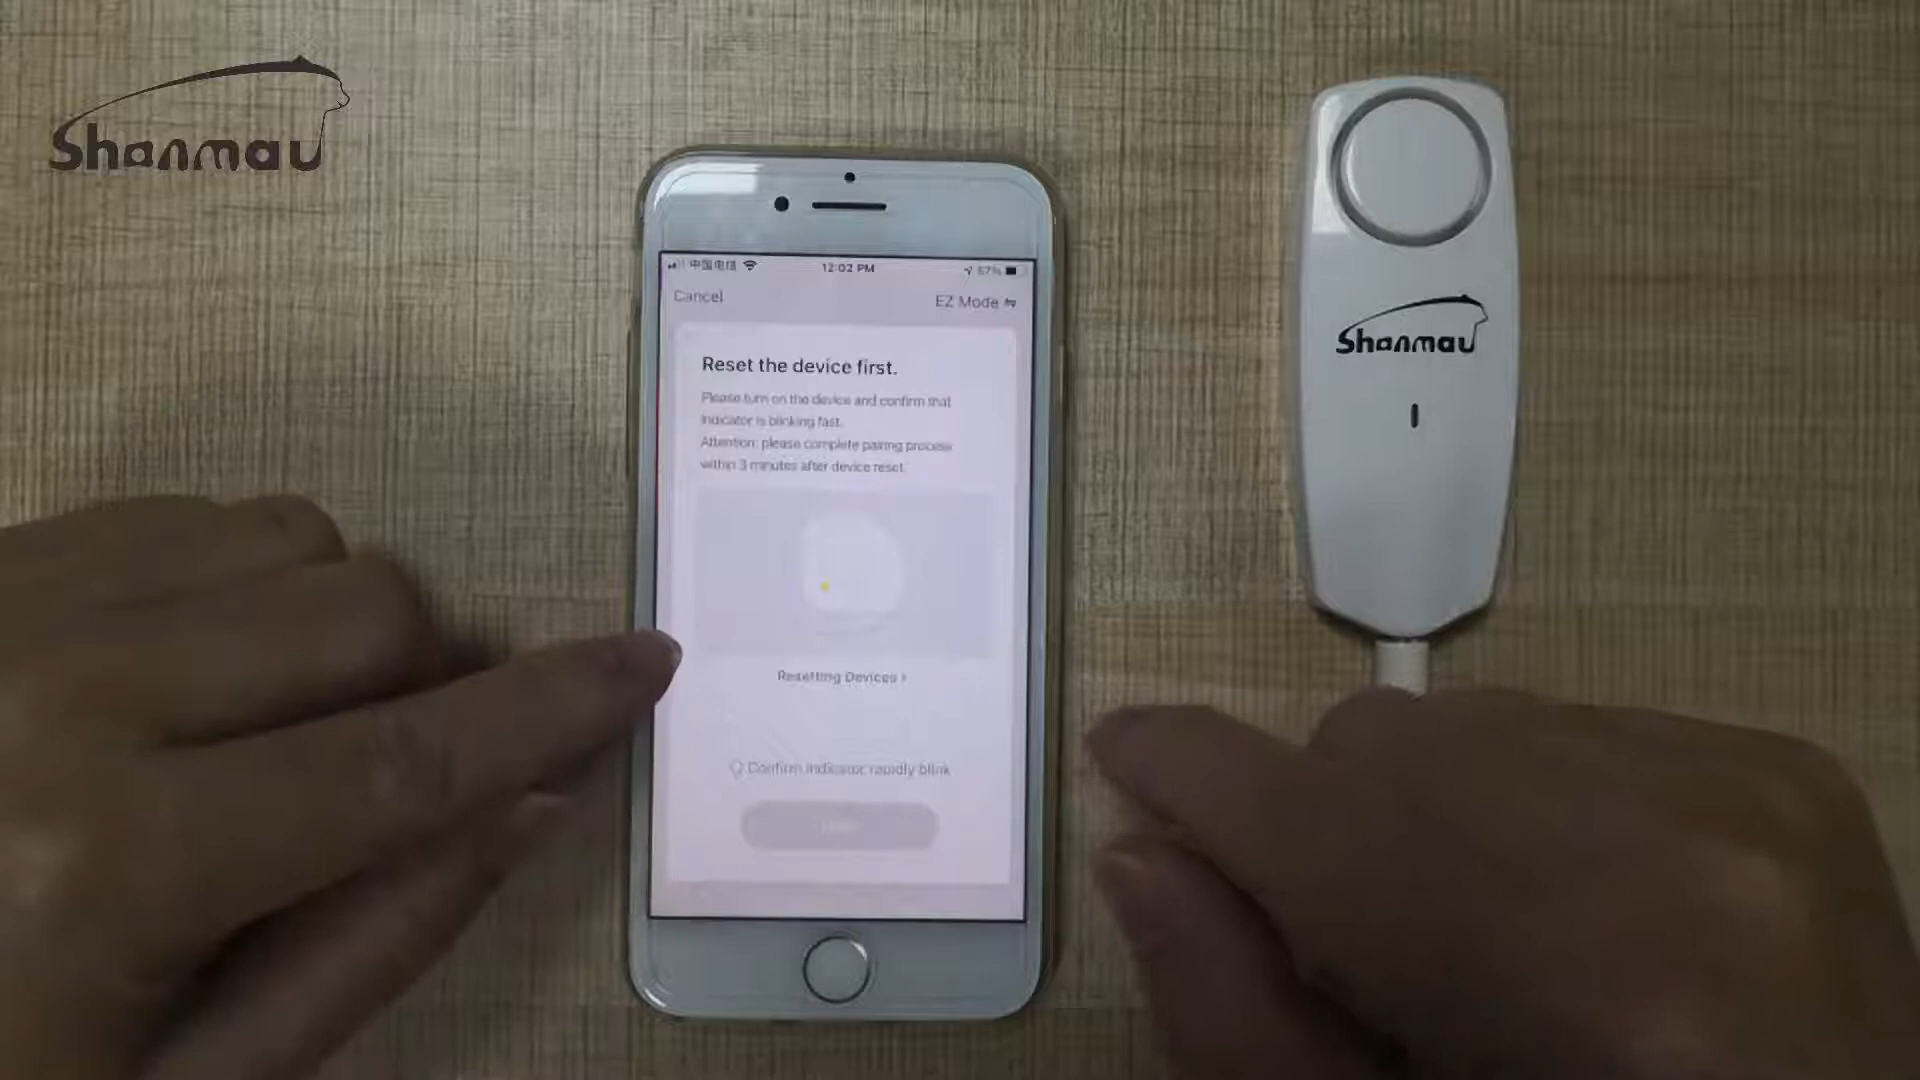 Shanmau
中国电信
12:02 PM
57%
Cancel
EZ Mode
Reset the device first.
Please turn on the device and confirm that
indicator is blinking fast.
Attention: please complete pairing process
within 3 minutes after device reset.
Resetting Devices >
Confirm indicator rapidly blink
Shanmau